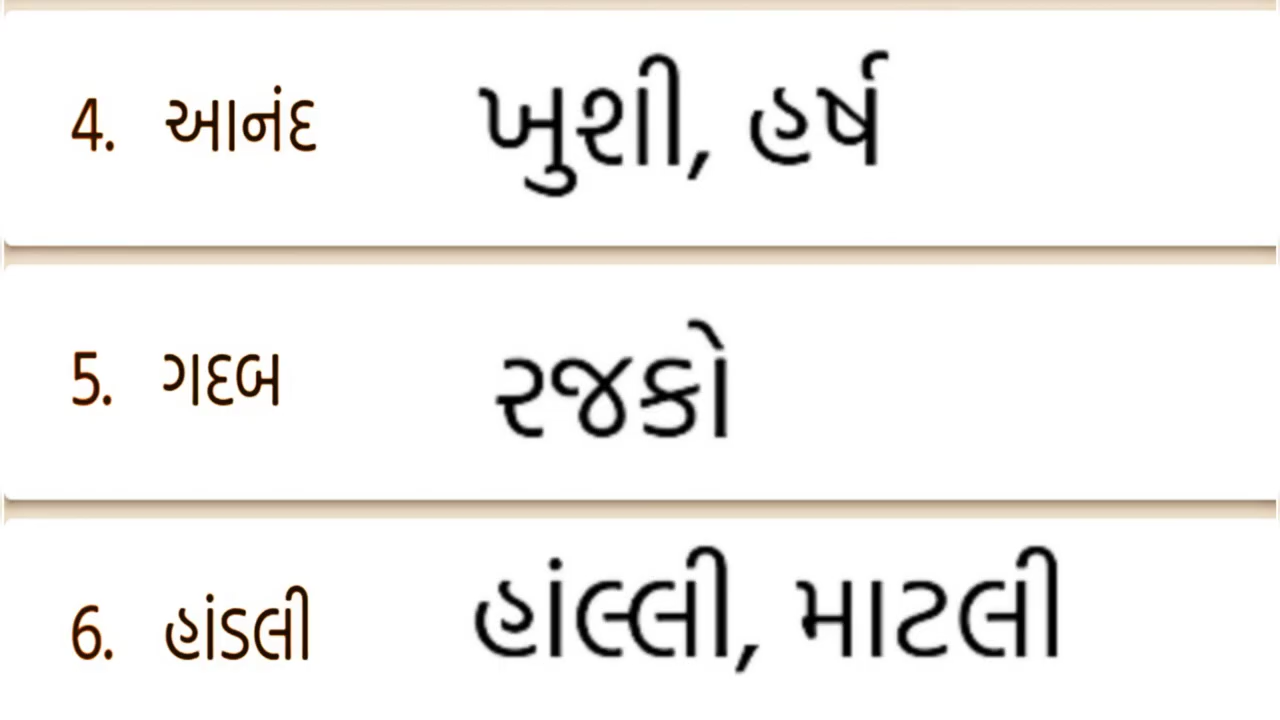 4. આનંદ ખુશી, હર્ષ
5. ગદબ રજકો
6. હાંડલી હાંલ્લી, માટલી